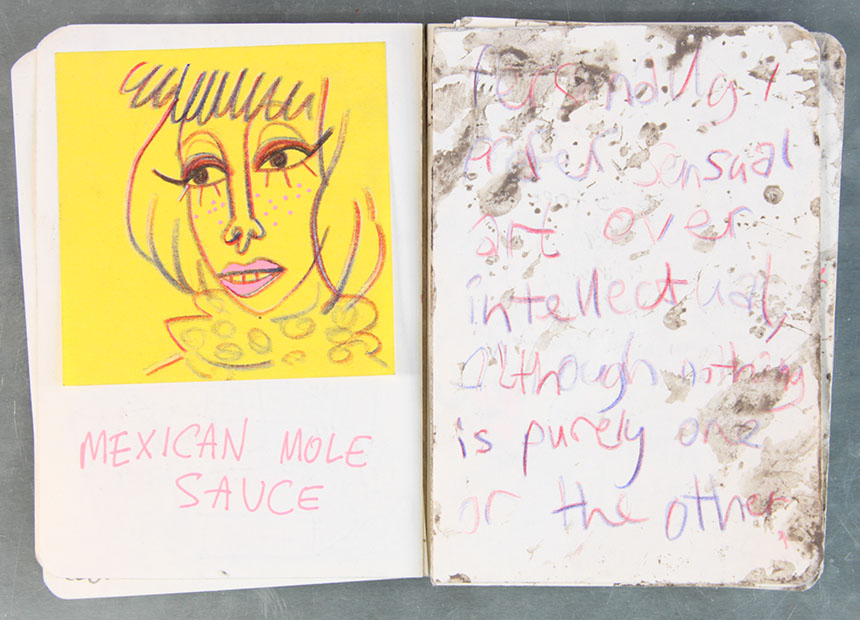 MEXICAN MOLE
SAUCE
Personally I
prefer sensual
art over
intellectual,
although nothing
is purely one
or the other